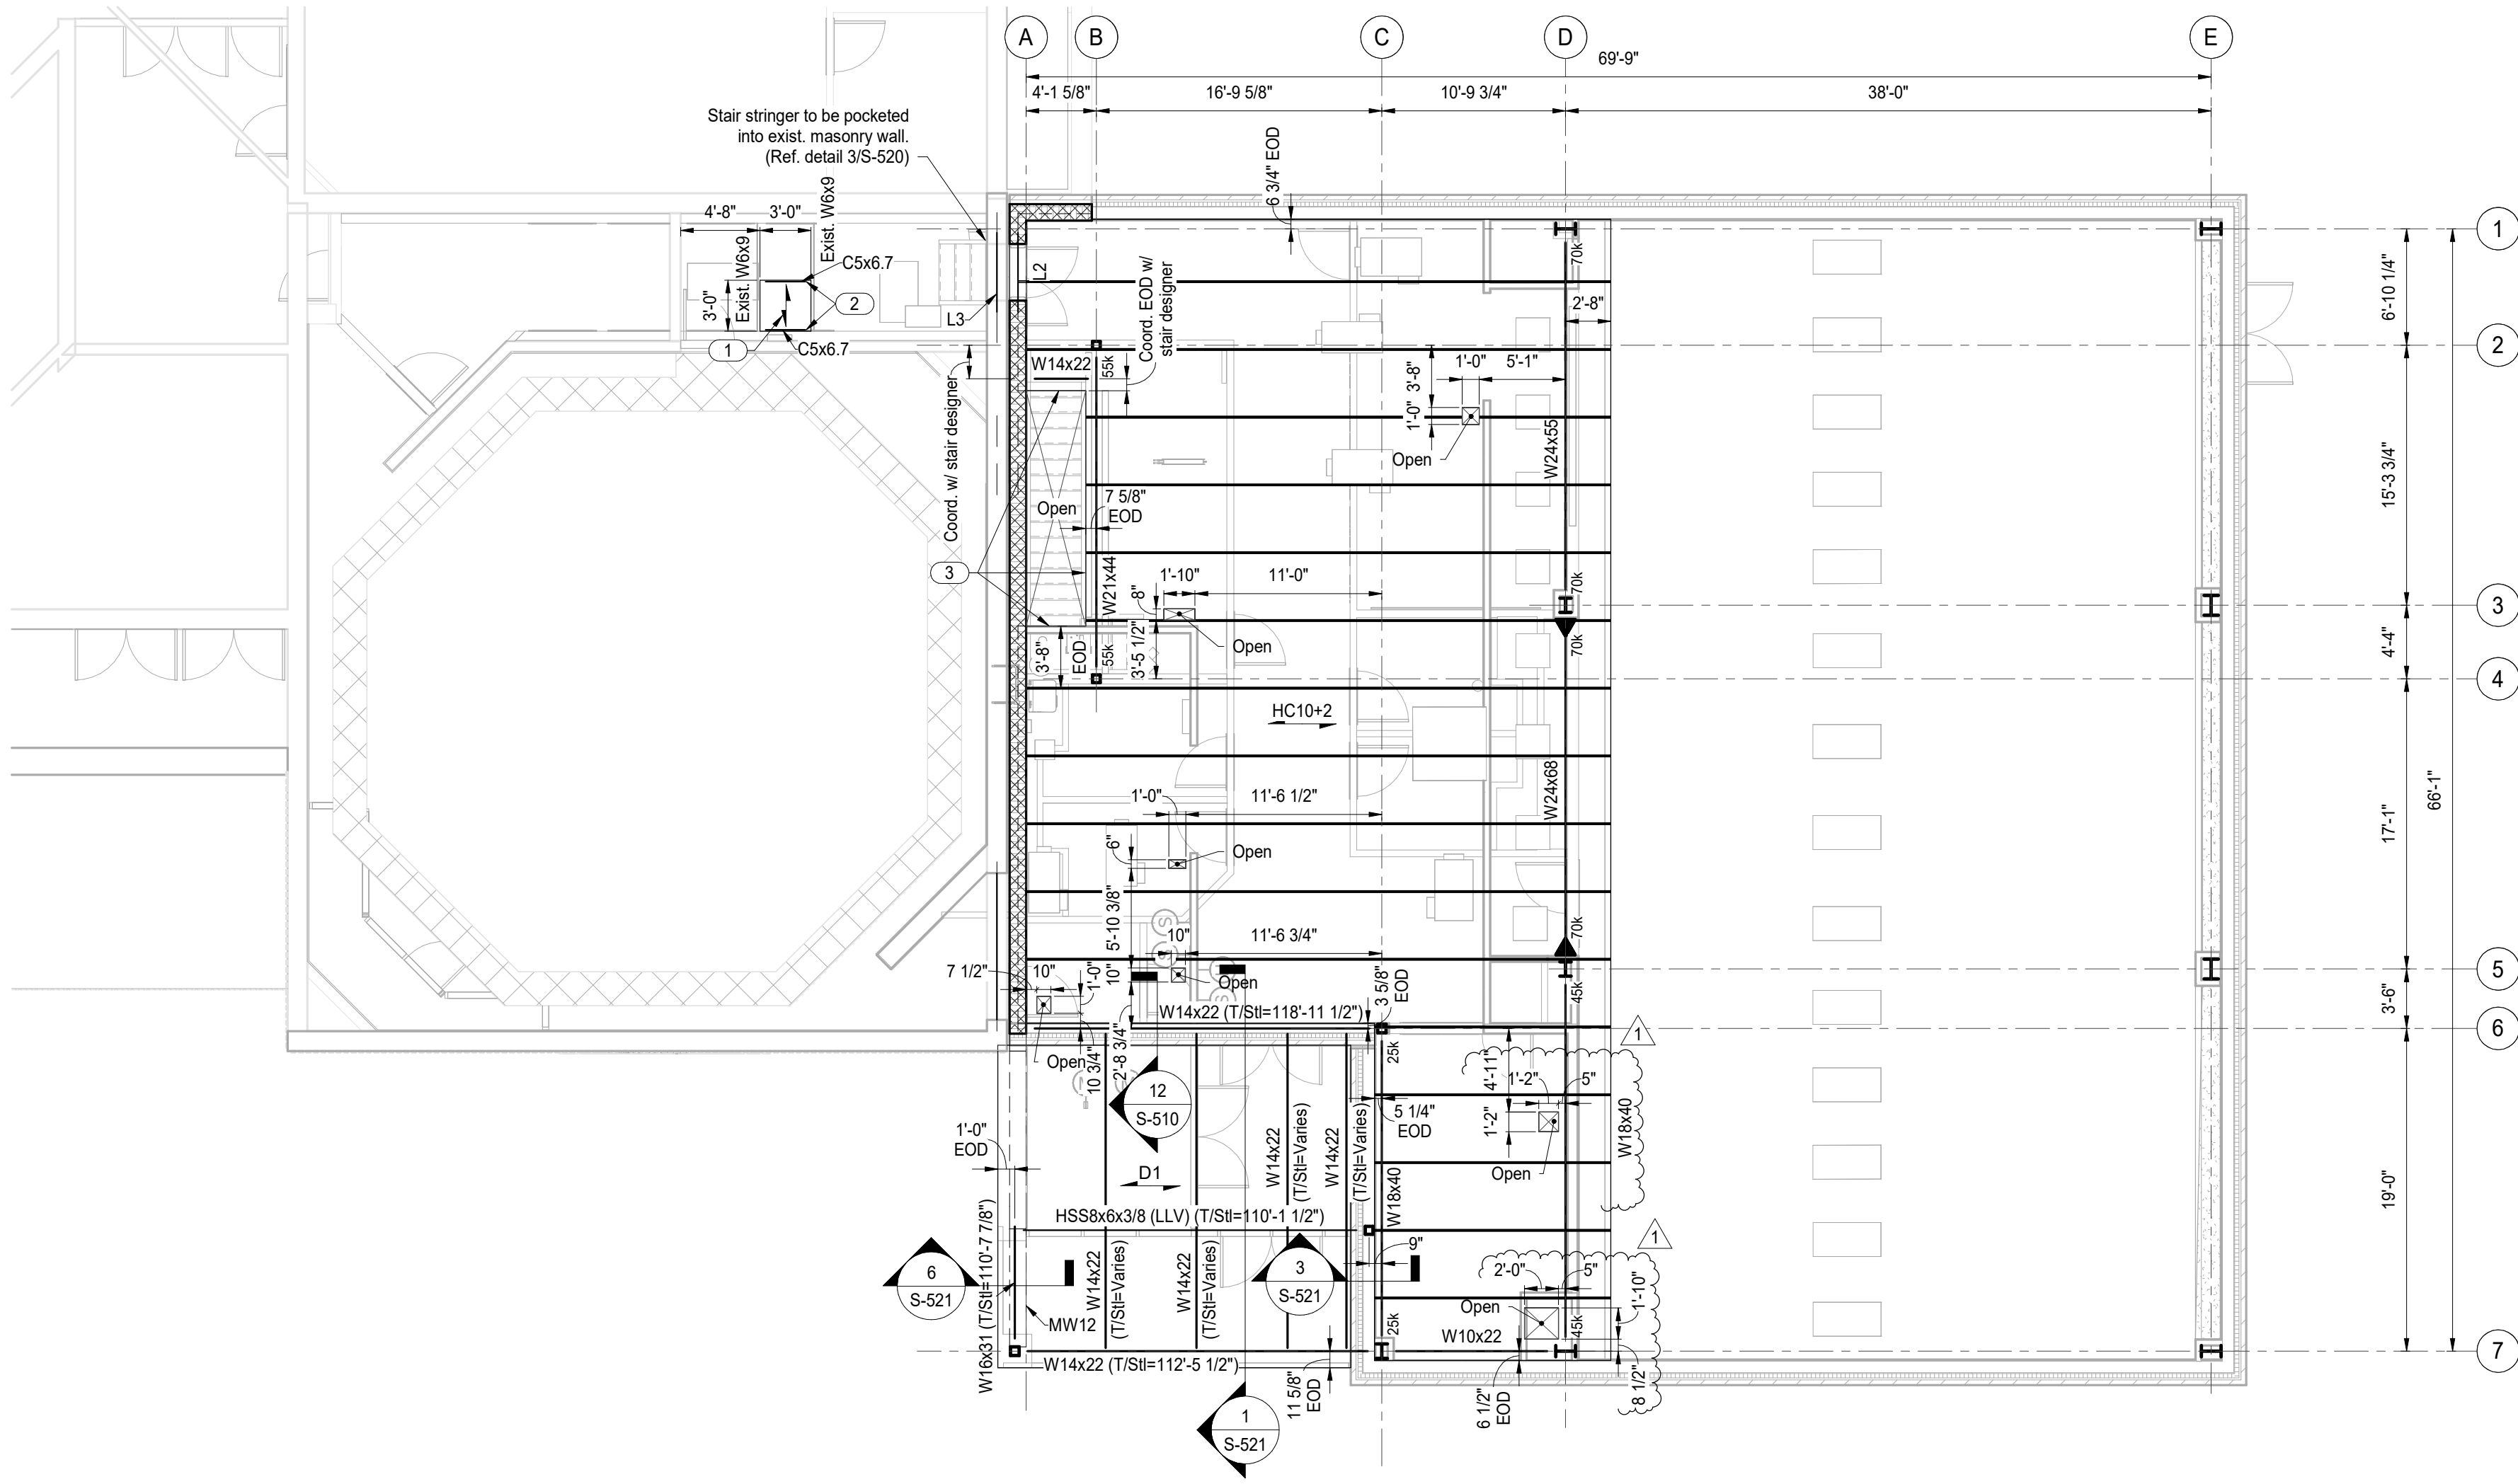 A
B
C
D
E
69'-9"
4'-1 5/8"
16'-9 5/8"
10'-9 3/4"
38'-0"
Stair stringer to be pocketed
into exist. masonry wall.
(Ref. detail 3/S-520)
6 3/4" EOD
4'-8"
3'-0"
Exist. W6x9
Exist. W6x9
3'-0"
C5x6.7
C5x6.7
1
2
L3
L2
Coord. EOD w/
stair designer
70k
2'-8"
1
6'-10 1/4"
2
W14x22
55k
Coord. w/ stair designer
3'-8"
1'-0"
1'-0"
5'-1"
Open
W24x55
15'-3 3/4"
Open
7 5/8"
EOD
3
W21x44
1'-10"
11'-0"
8"
3'-5 1/2"
Open
3'-8"
EOD
55k
70k
70k
3
4'-4"
4
HC10+2
W24x68
17'-1"
66'-1"
1'-0"
11'-6 1/2"
6"
Open
5'-10 3/8"
10"
11'-6 3/4"
70k
7 1/2"
10"
1'-0"
10"
Open
S
S
S
3 5/8"
EOD
45k
5
3'-6"
6
W14x22 (T/Stl=118'-11 1/2")
Open
10 3/4"
2'-8 3/4"
12
S-510
25k
4'-11"
1'-2"
5"
1
1'-2"
5 1/4"
EOD
Open
W18x40
1'-0"
EOD
D1
W14x22
(T/Stl=Varies)
W14x22
(T/Stl=Varies)
W18x40
19'-0"
HSS8x6x3/8 (LLV) (T/Stl=110'-1 1/2")
W16x31 (T/Stl=110'-7 7/8")
6
S-521
W14x22
(T/Stl=Varies)
W14x22
(T/Stl=Varies)
3
S-521
9"
1
2'-0"
5"
1'-10"
Open
MW12
25k
W10x22
45k
W14x22 (T/Stl=112'-5 1/2")
11 5/8"
EOD
6 1/2"
EOD
8 1/2"
7
1
S-521